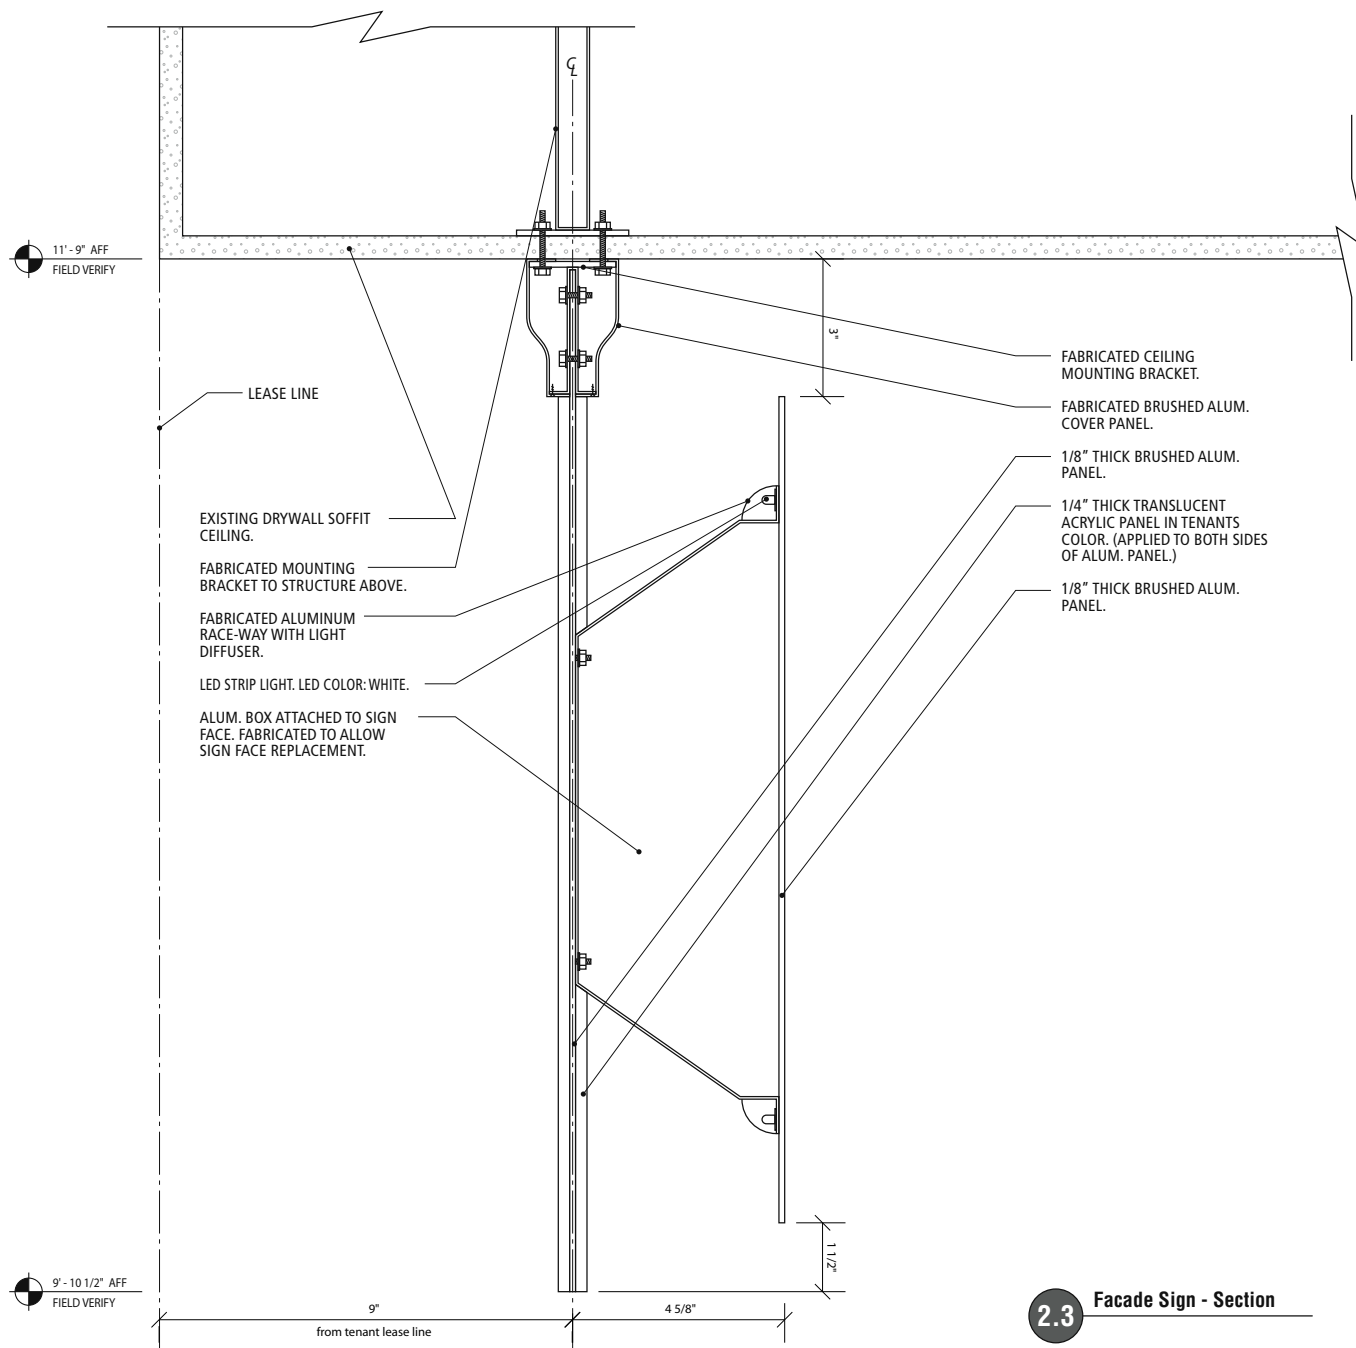 CL
11' - 9" AFF
FIELD VERIFY
3"
LEASE LINE
FABRICATED CEILING
MOUNTING BRACKET.
FABRICATED BRUSHED ALUM.
COVER PANEL.
1/8” THICK BRUSHED ALUM.
PANEL.
1/4” THICK TRANSLUCENT
ACRYLIC PANEL IN TENANTS
COLOR. (APPLIED TO BOTH SIDES
OF ALUM. PANEL.)
1/8” THICK BRUSHED ALUM.
PANEL.
EXISTING DRYWALL SOFFIT
CEILING.
FABRICATED MOUNTING
BRACKET TO STRUCTURE ABOVE.
FABRICATED ALUMINUM
RACE-WAY WITH LIGHT
DIFFUSER.
LED STRIP LIGHT. LED COLOR: WHITE.
ALUM. BOX ATTACHED TO SIGN
FACE. FABRICATED TO ALLOW
SIGN FACE REPLACEMENT.
1 1/2"
9' - 10 1/2" AFF
FIELD VERIFY
9"
from tenant lease line
4 5/8"
2.3
Facade Sign - Section